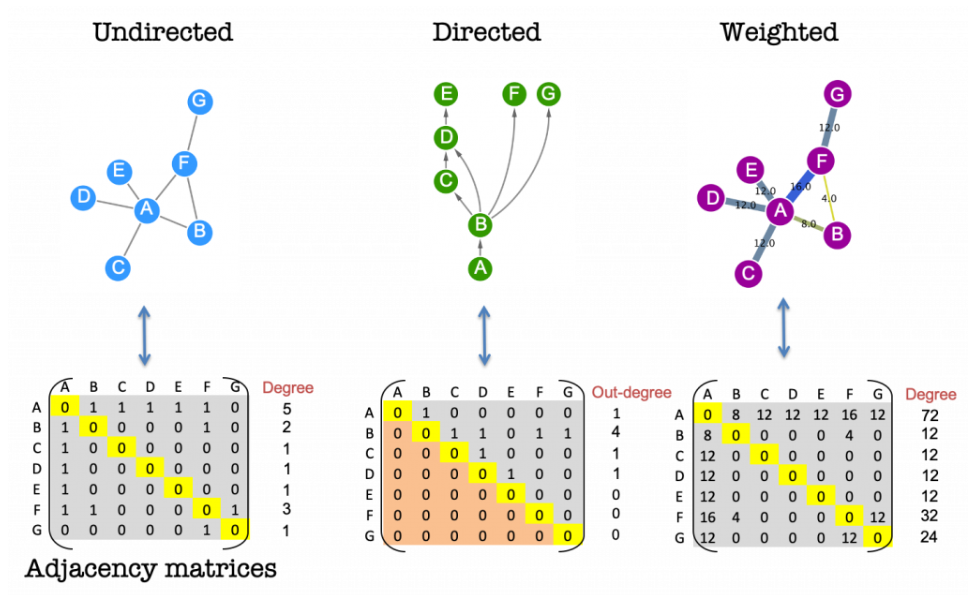 Undirected Directed Weighted
G
E
F
D
A
B
C
E F G
D
C
B
A
G
12.0
F
E
16.0
12.0
4.0
D
12.0
A
8.0
B
12.0
C
A B C D E F G Degree
A 0 1 1 1 1 1 0 5
B 1 0 0 0 0 1 0 2
C 1 0 0 0 0 0 0 1
D 1 0 0 0 0 0 0 1
E 1 0 0 0 0 0 0 1
F 1 1 0 0 0 0 1 3
G 0 0 0 0 0 1 0 1
A B C D E F G Out-degree
A 0 1 0 0 0 0 0 1
B 0 0 1 1 0 1 1 4
C 0 0 0 1 0 0 0 1
D 0 0 0 0 1 0 0 1
E 0 0 0 0 0 0 0 0
F 0 0 0 0 0 0 0 0
G 0 0 0 0 0 0 0 0
A B C D E F G Degree
A 0 8 12 12 12 16 12 72
B 8 0 0 0 0 4 0 12
C 12 0 0 0 0 0 0 12
D 12 0 0 0 0 0 0 12
E 12 0 0 0 0 0 0 12
F 16 4 0 0 0 0 12 32
G 12 0 0 0 0 12 0 24
Adjacency matrices